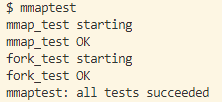 $ mmaptest
mmap_test starting
mmap_test OK
fork_test starting
fork_test OK
mmaptest: all tests succeeded